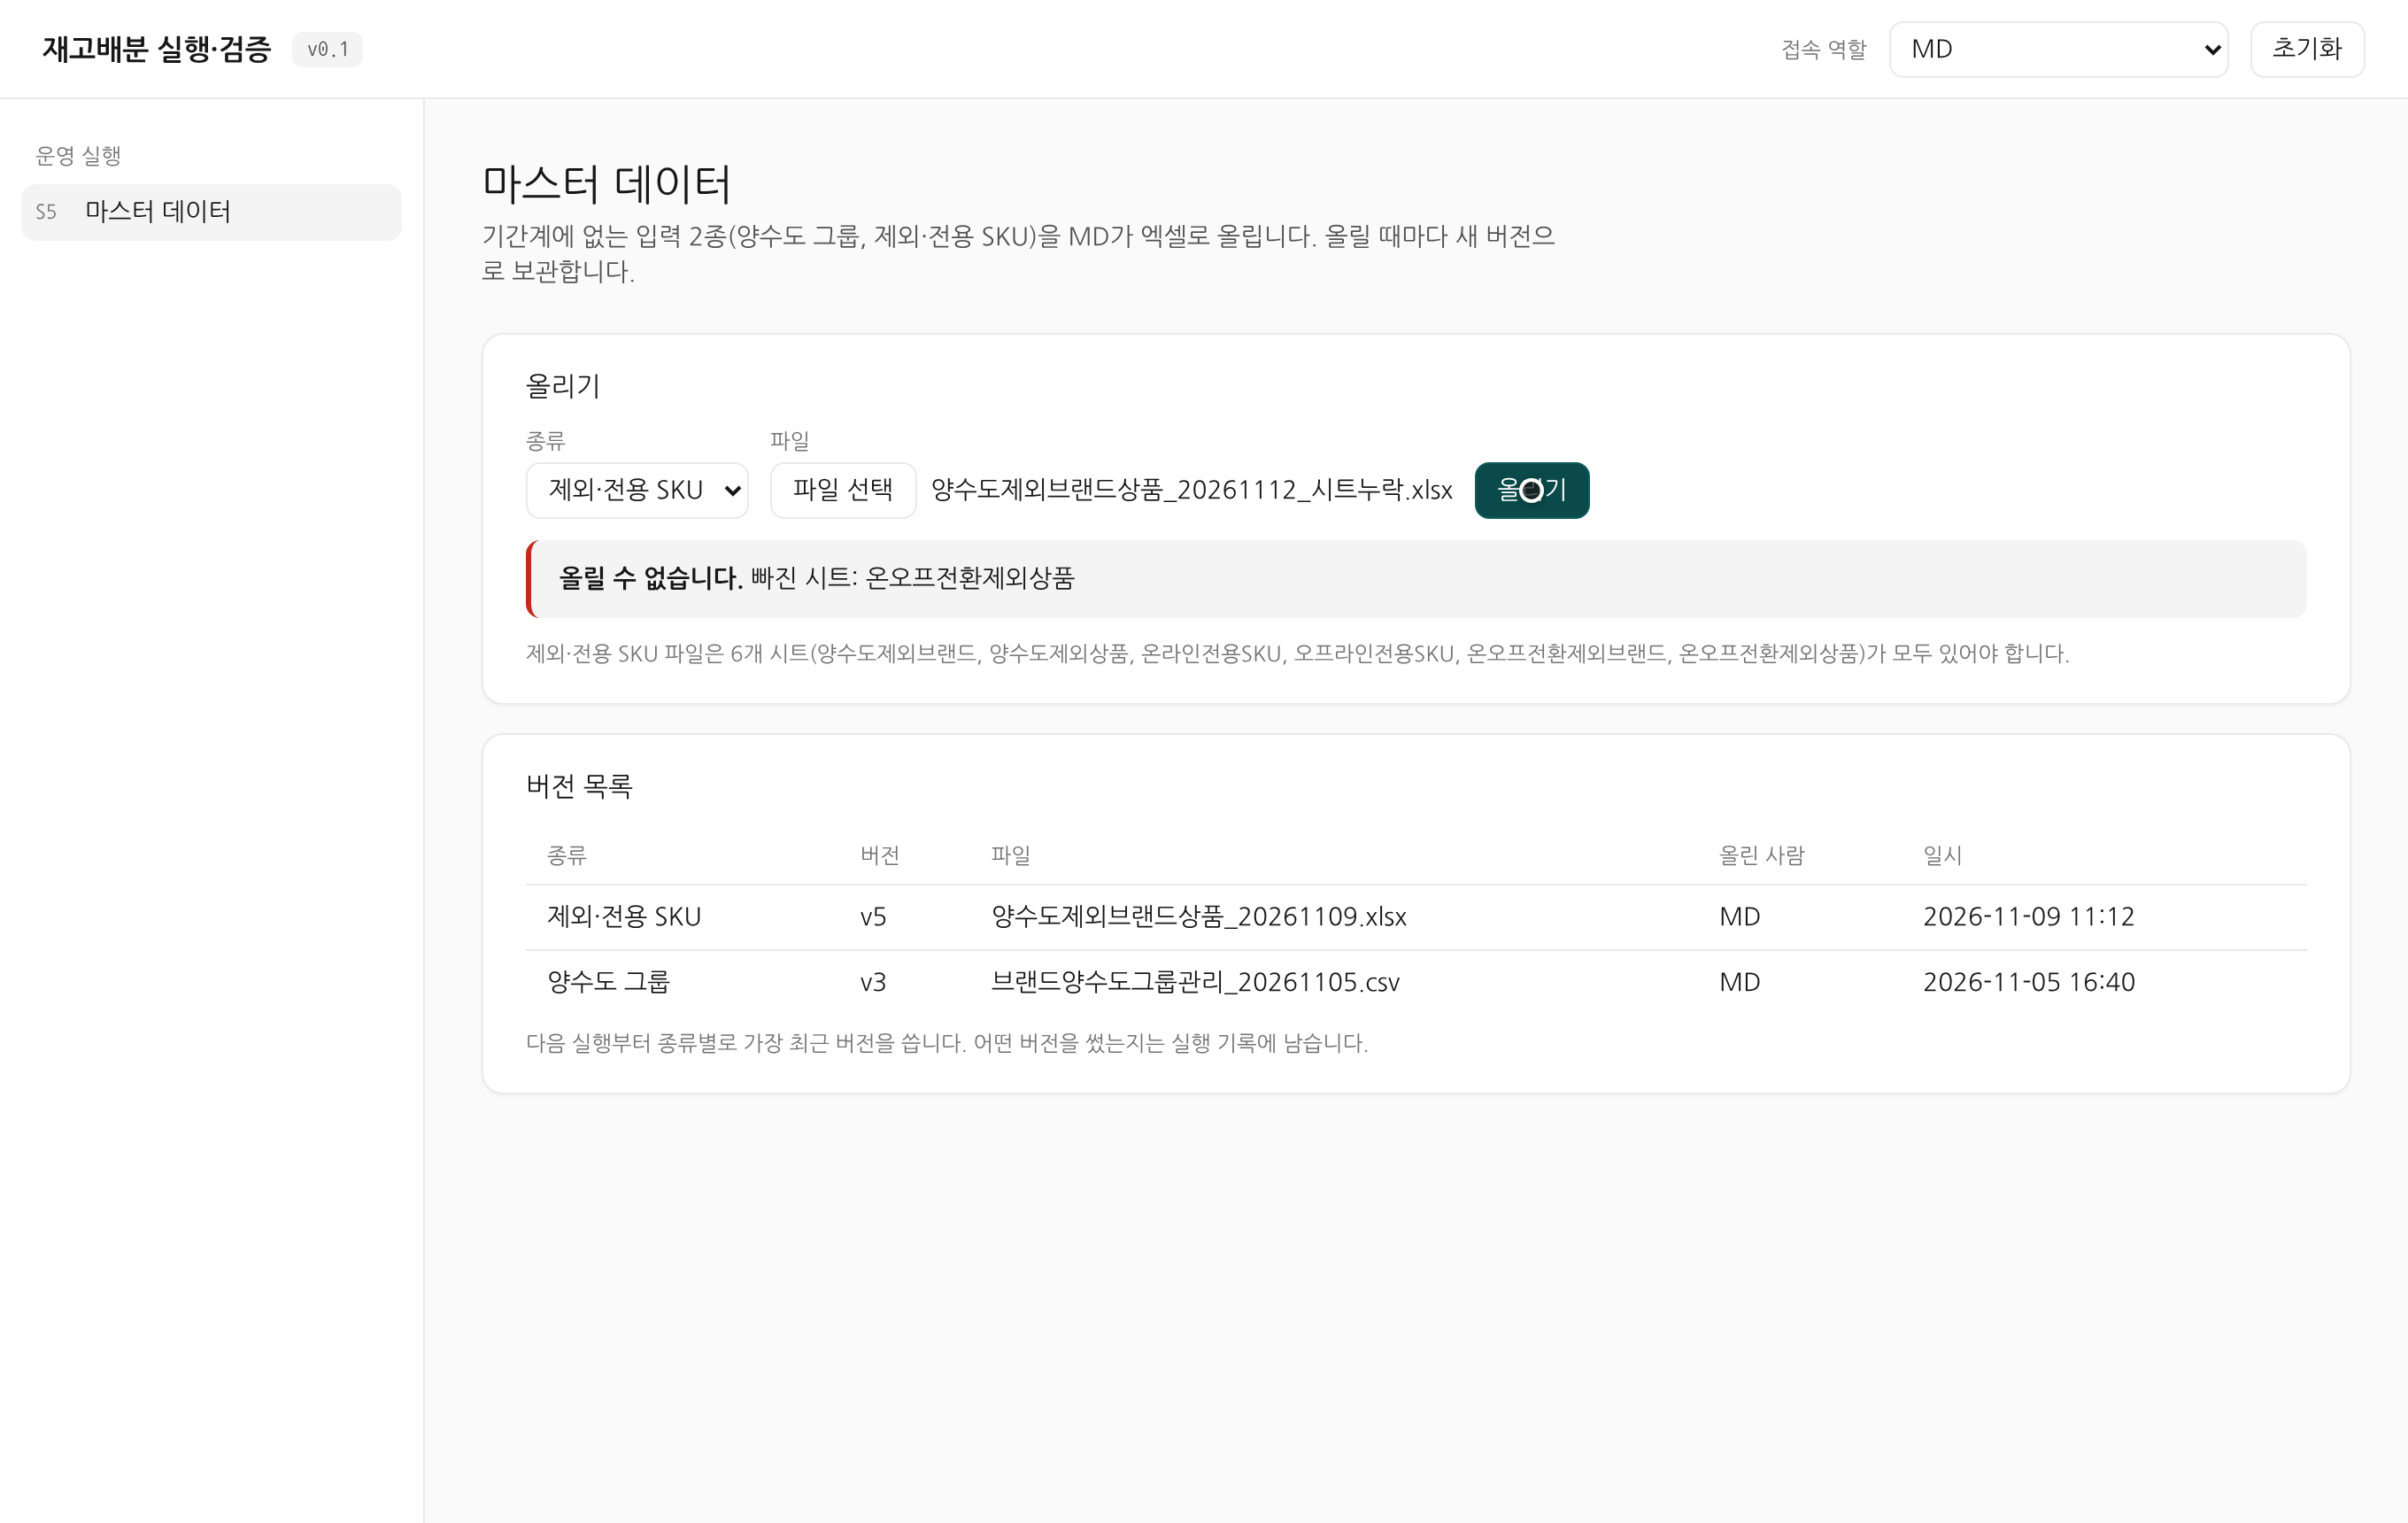 재고배분 실행·검증 v0.1 접속 역할 MD 초기화
운영 실행
S5 마스터 데이터
마스터 데이터
기간계에 없는 입력 2종(양수도 그룹, 제외·전용 SKU)을 MD가 엑셀로 올립니다. 올릴 때마다 새 버전으
로 보관합니다.
올리기
종류 파일
제외·전용 SKU 파일 선택 양수도제외브랜드상품_20261112_시트누락.xlsx
올릴 수 없습니다. 빠진 시트: 온오프전환제외상품
제외·전용 SKU 파일은 6개 시트(양수도제외브랜드, 양수도제외상품, 온라인전용SKU, 오프라인전용SKU, 온오프전환제외브랜드, 온오프전환제외상품)가 모두 있어야 합니다.
버전 목록
종류 버전 파일 올린 사람 일시
제외·전용 SKU v5 양수도제외브랜드상품_20261109.xlsx MD 2026-11-09 11:12
양수도 그룹 v3 브랜드양수도그룹관리_20261105.csv MD 2026-11-05 16:40
다음 실행부터 종류별로 가장 최근 버전을 씁니다. 어떤 버전을 썼는지는 실행 기록에 남습니다.